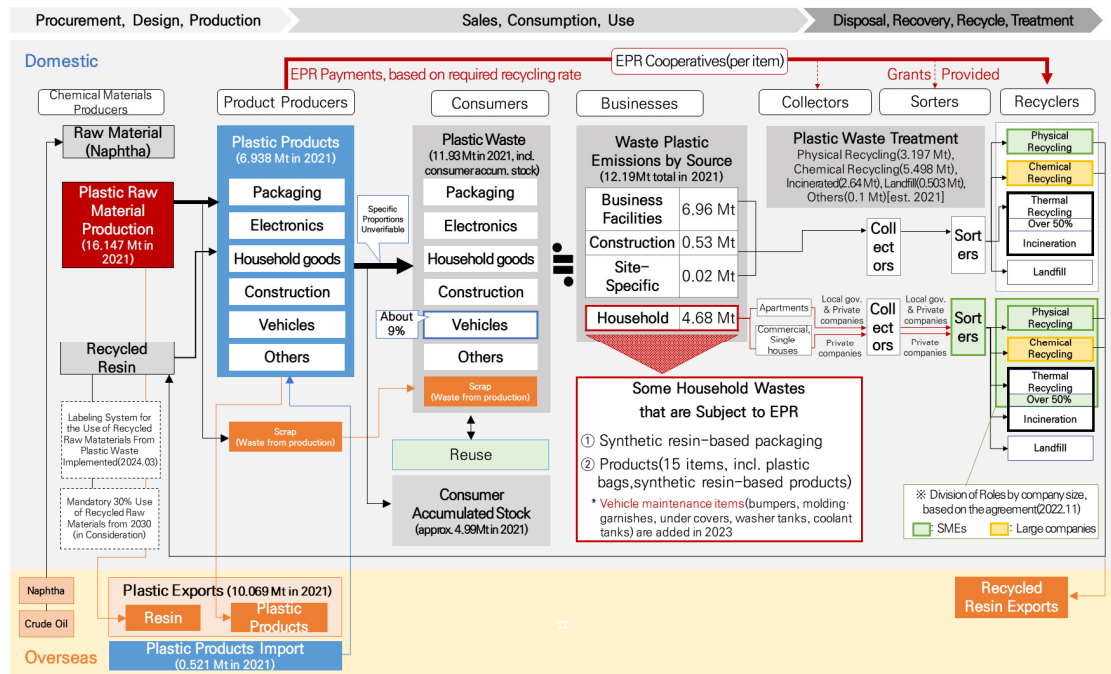 Procurement, Design, Production
Sales, Consumption, Use
Disposal, Recovery, Recycle, Treatment
Domestic
EPR Cooperatives(per item)
EPR Payments, based on required recycling rate
Grants Provided
Chemical Materials
Producers
Product Producers
Consumers
Businesses
Collectors
Sorters
Recyclers
Raw Material
(Naphtha)
Plastic Raw
Material
Production
(16.147 Mt in
2021)
Recycled
Resin
Labeling System for
the Use of Recycled
Raw Matericals From
Plastic Waste
Implemented(2024.03)
Mandatory 30% Use
of Recycled Raw
Materials from 2030
(in Consideration)
Plastic Products
(6.938 Mt in 2021)
Packaging
Electronics
Household goods
Construction
Vehicles
Others
Scrap
(Waste from production)
Specific
Proportions
Unverifiable
About
9%
Plastic Waste
(11.93 Mt in 2021, incl.
consumer accum. stock)
Packaging
Electronics
Household goods
Construction
Vehicles
Others
Scrap
(Waste from production)
Reuse
Consumer
Accumulated Stock
(approx. 4.99Mt in 2021)
≒
Waste Plastic
Emissions by Source
(12.19Mt total in 2021)
Business
Facilities
6.96 Mt
Construction
0.53 Mt
Site-
Specific
0.02 Mt
Household
4.68 Mt
Some Household Wastes
that are Subject to EPR
① Synthetic resin-based packaging
② Products(15 items, incl. plastic
bags,synthetic resin-based products)
* Vehicle maintenance items(bumpers, molding·
garnishes, under covers, washer tanks, coolant
tanks) are added in 2023
Plastic Waste Treatment
Physical Recycling(3.197 Mt),
Chemical Recycling(5.498 Mt),
Incinerated(2.64 Mt), Landfill(0.503Mt),
Others(0.1 Mt)[est. 2021]
Coll
ect
ors
Sort
ers
Physical
Recycling
Chemical
Recycling
Thermal
Recycling
Over 50%
Incineration
Landfill
Apartments
Commercial,
Single
houses
Local gov.
& Private
companies
Private
companies
Coll
ect
ors
Local gov.
& Private
companies
Private
companies
Sort
ers
Physical
Recycling
Chemical
Recycling
Thermal
Recycling
Over 50%
Incineration
Landfill
※ Division of Roles by company size,
based on the agreement(2022.11)
: SMEs
: Large companies
Naphtha
Crude Oil
Overseas
Plastic Exports (10.069 Mt in 2021)
Resin
Plastic
Products
Plastic Products Import
(0.521 Mt in 2021)
Recycled
Resin Exports